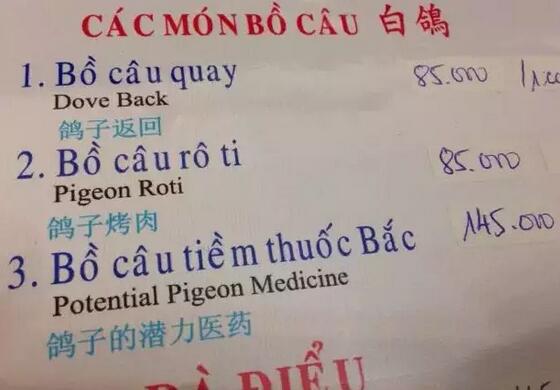 CÁC MÓN BỒ CÂU 白鴿
1. Bồ câu quay 85.000
Dove Back
鸽子返回
2. Bồ câu rô ti 85.000
Pigeon Roti
鸽子烤肉
3. Bồ câu tiềm thuốc Bắc 145.000
Potential Pigeon Medicine
鸽子的潜力医药
ĐÀ ĐIỂU